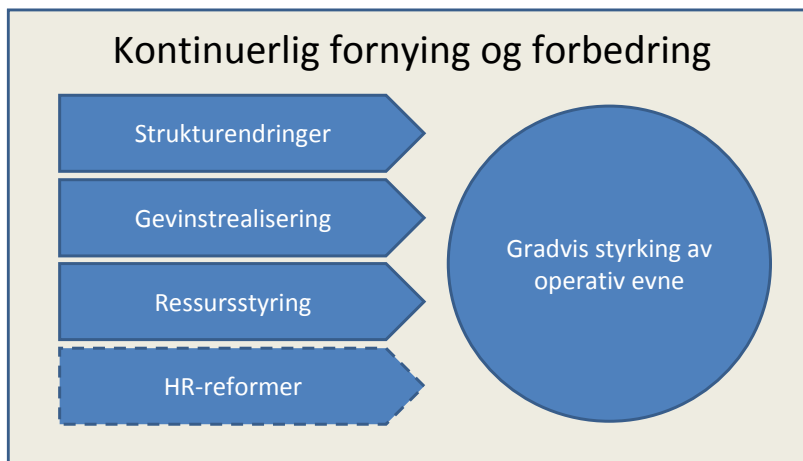 Kontinuerlig fornying og forbedring
Strukturendringer
Gevinstrealisering
Ressursstyring
HR-reformer
Gradvis styrking av
operativ evne